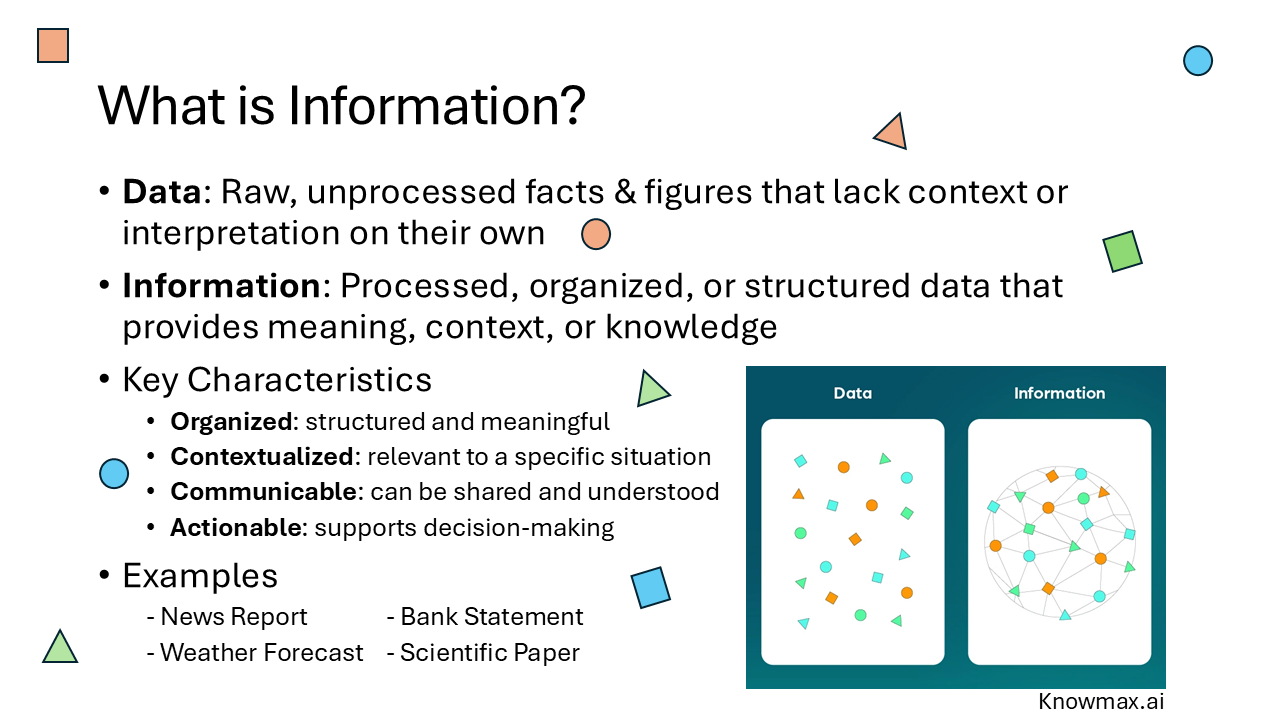 What is Information?
• Data: Raw, unprocessed facts & figures that lack context or
interpretation on their own
• Information: Processed, organized, or structured data that
provides meaning, context, or knowledge
• Key Characteristics
• Organized: structured and meaningful
• Contextualized: relevant to a specific situation
• Communicable: can be shared and understood
• Actionable: supports decision-making
• Examples
- News Report - Bank Statement
- Weather Forecast - Scientific Paper
Data Information
Knowmax.ai